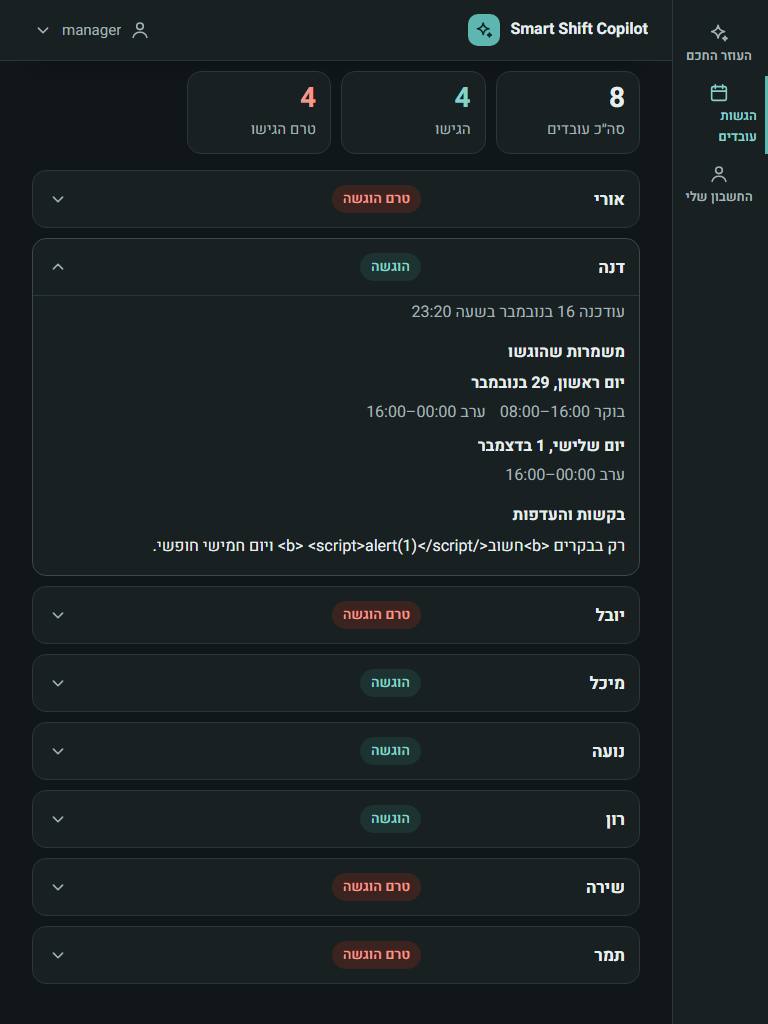 Smart Shift Copilot
manager
העוזר החכם
הגשות
עובדים
החשבון שלי
8
סה"כ עובדים
4
הגישו
4
טרם הגישו
אורי
טרם הוגשה
דנה
הוגשה
עודכנה 16 בנובמבר בשעה 23:20
משמרות שהוגשו
יום ראשון, 29 בנובמבר
בוקר 08:00–16:00 ערב 16:00–00:00
יום שלישי, 1 בדצמבר
ערב 16:00–00:00
בקשות והעדפות
רק בבקרים <b>חשוב</b> <script>alert(1)</script> ויום חמישי חופשי.
יובל
טרם הוגשה
מיכל
הוגשה
נועה
הוגשה
רון
הוגשה
שירה
טרם הוגשה
תמר
טרם הוגשה